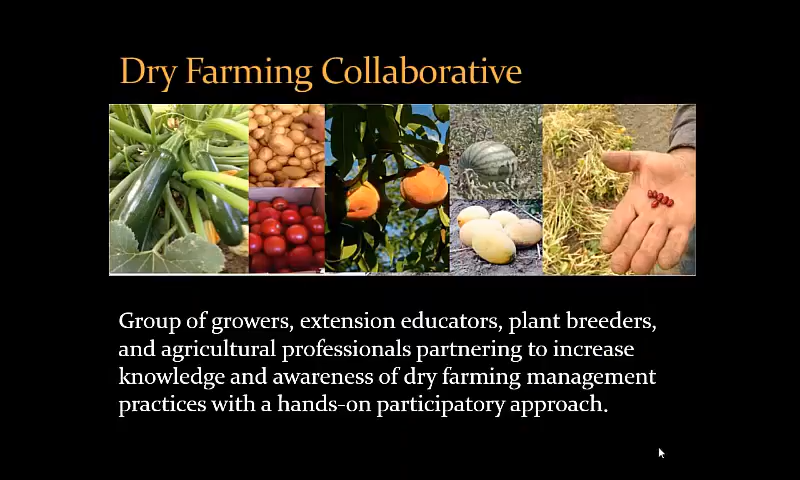 Dry Farming Collaborative
Group of growers, extension educators, plant breeders,
and agricultural professionals partnering to increase
knowledge and awareness of dry farming management
practices with a hands-on participatory approach.